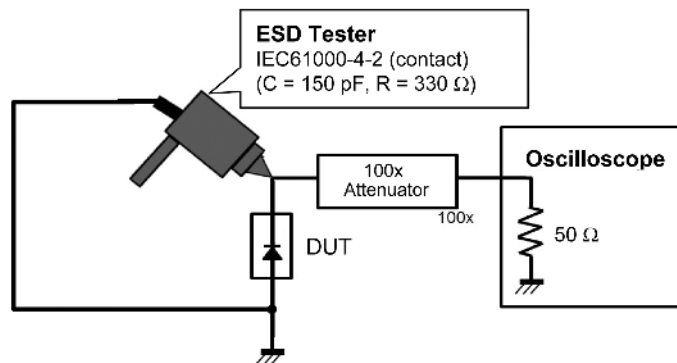 ESD Tester
IEC61000-4-2 (contact)
(C = 150 pF, R = 330 Ω)
100x
Attenuator
100x
Oscilloscope
50 Ω
DUT